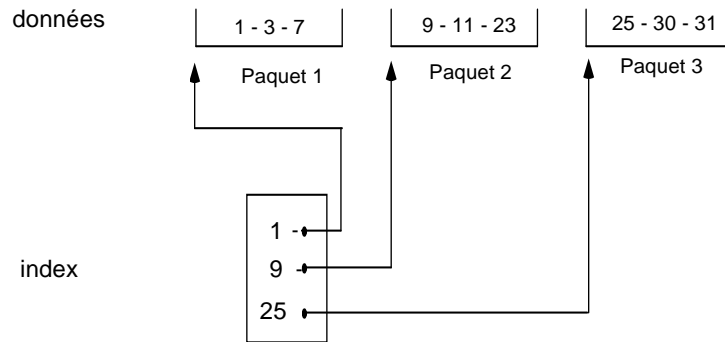 données
1 - 3 - 7
9 - 11 - 23
25 - 30 - 31
Paquet 1
Paquet 2
Paquet 3
index
1 -
9 -
25